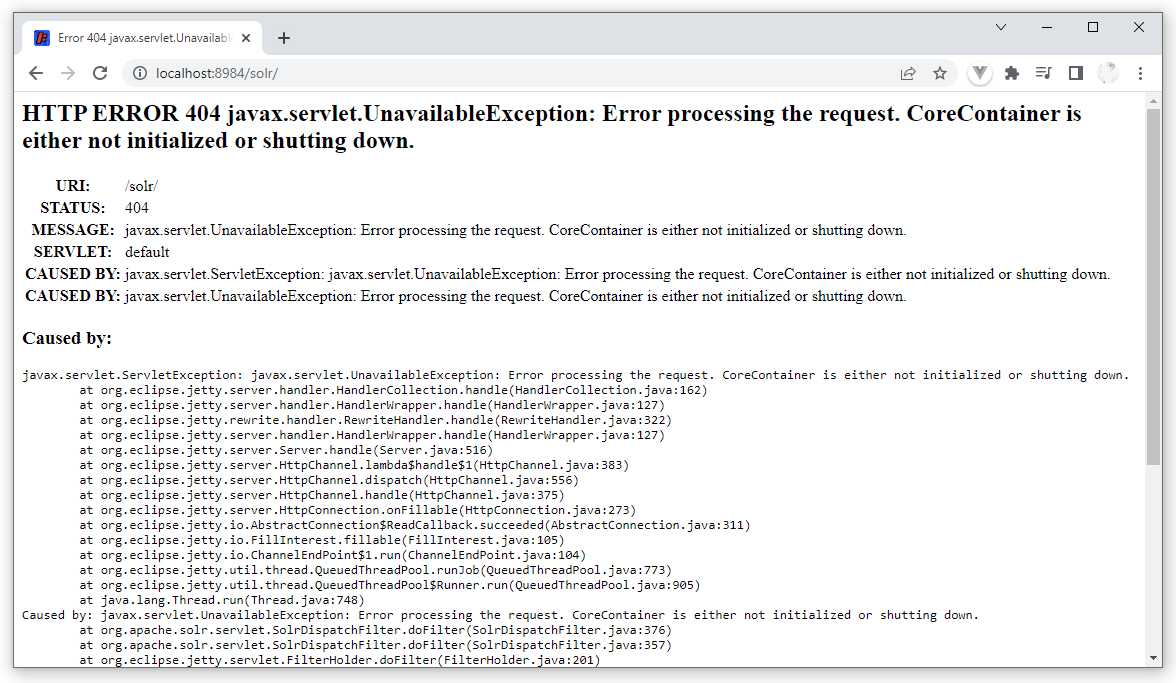 Error 404 javax.servlet.Unavailabl
localhost:8984/solr/
HTTP ERROR 404 javax.servlet.UnavailableException: Error processing the request. CoreContainer is
either not initialized or shutting down.
URI: /solr/
STATUS: 404
MESSAGE: javax.servlet.UnavailableException: Error processing the request. CoreContainer is either not initialized or shutting down.
SERVLET: default
CAUSED BY: javax.servlet.ServletException: javax.servlet.UnavailableException: Error processing the request. CoreContainer is either not initialized or shutting down.
CAUSED BY: javax.servlet.UnavailableException: Error processing the request. CoreContainer is either not initialized or shutting down.
Caused by:
javax.servlet.ServletException: javax.servlet.UnavailableException: Error processing the request. CoreContainer is either not initialized or shutting down.
at org.eclipse.jetty.server.handler.HandlerCollection.handle(HandlerCollection.java:162)
at org.eclipse.jetty.server.handler.HandlerWrapper.handle(HandlerWrapper.java:127)
at org.eclipse.jetty.rewrite.handler.RewriteHandler.handle(RewriteHandler.java:322)
at org.eclipse.jetty.server.handler.HandlerWrapper.handle(HandlerWrapper.java:127)
at org.eclipse.jetty.server.Server.handle(Server.java:516)
at org.eclipse.jetty.server.HttpChannel.lambda$handle$1(HttpChannel.java:383)
at org.eclipse.jetty.server.HttpChannel.dispatch(HttpChannel.java:556)
at org.eclipse.jetty.server.HttpChannel.handle(HttpChannel.java:375)
at org.eclipse.jetty.server.HttpConnection.onFillable(HttpConnection.java:273)
at org.eclipse.jetty.io.AbstractConnection$ReadCallback.succeeded(AbstractConnection.java:311)
at org.eclipse.jetty.io.FillInterest.fillable(FillInterest.java:105)
at org.eclipse.jetty.io.ChannelEndPoint$1.run(ChannelEndPoint.java:104)
at org.eclipse.jetty.util.thread.QueuedThreadPool.runJob(QueuedThreadPool.java:773)
at org.eclipse.jetty.util.thread.QueuedThreadPool$Runner.run(QueuedThreadPool.java:905)
at java.lang.Thread.run(Thread.java:748)
Caused by: javax.servlet.UnavailableException: Error processing the request. CoreContainer is either not initialized or shutting down.
at org.apache.solr.servlet.SolrDispatchFilter.doFilter(SolrDispatchFilter.java:376)
at org.apache.solr.servlet.SolrDispatchFilter.doFilter(SolrDispatchFilter.java:357)
at org.eclipse.jetty.servlet.FilterHolder.doFilter(FilterHolder.java:201)